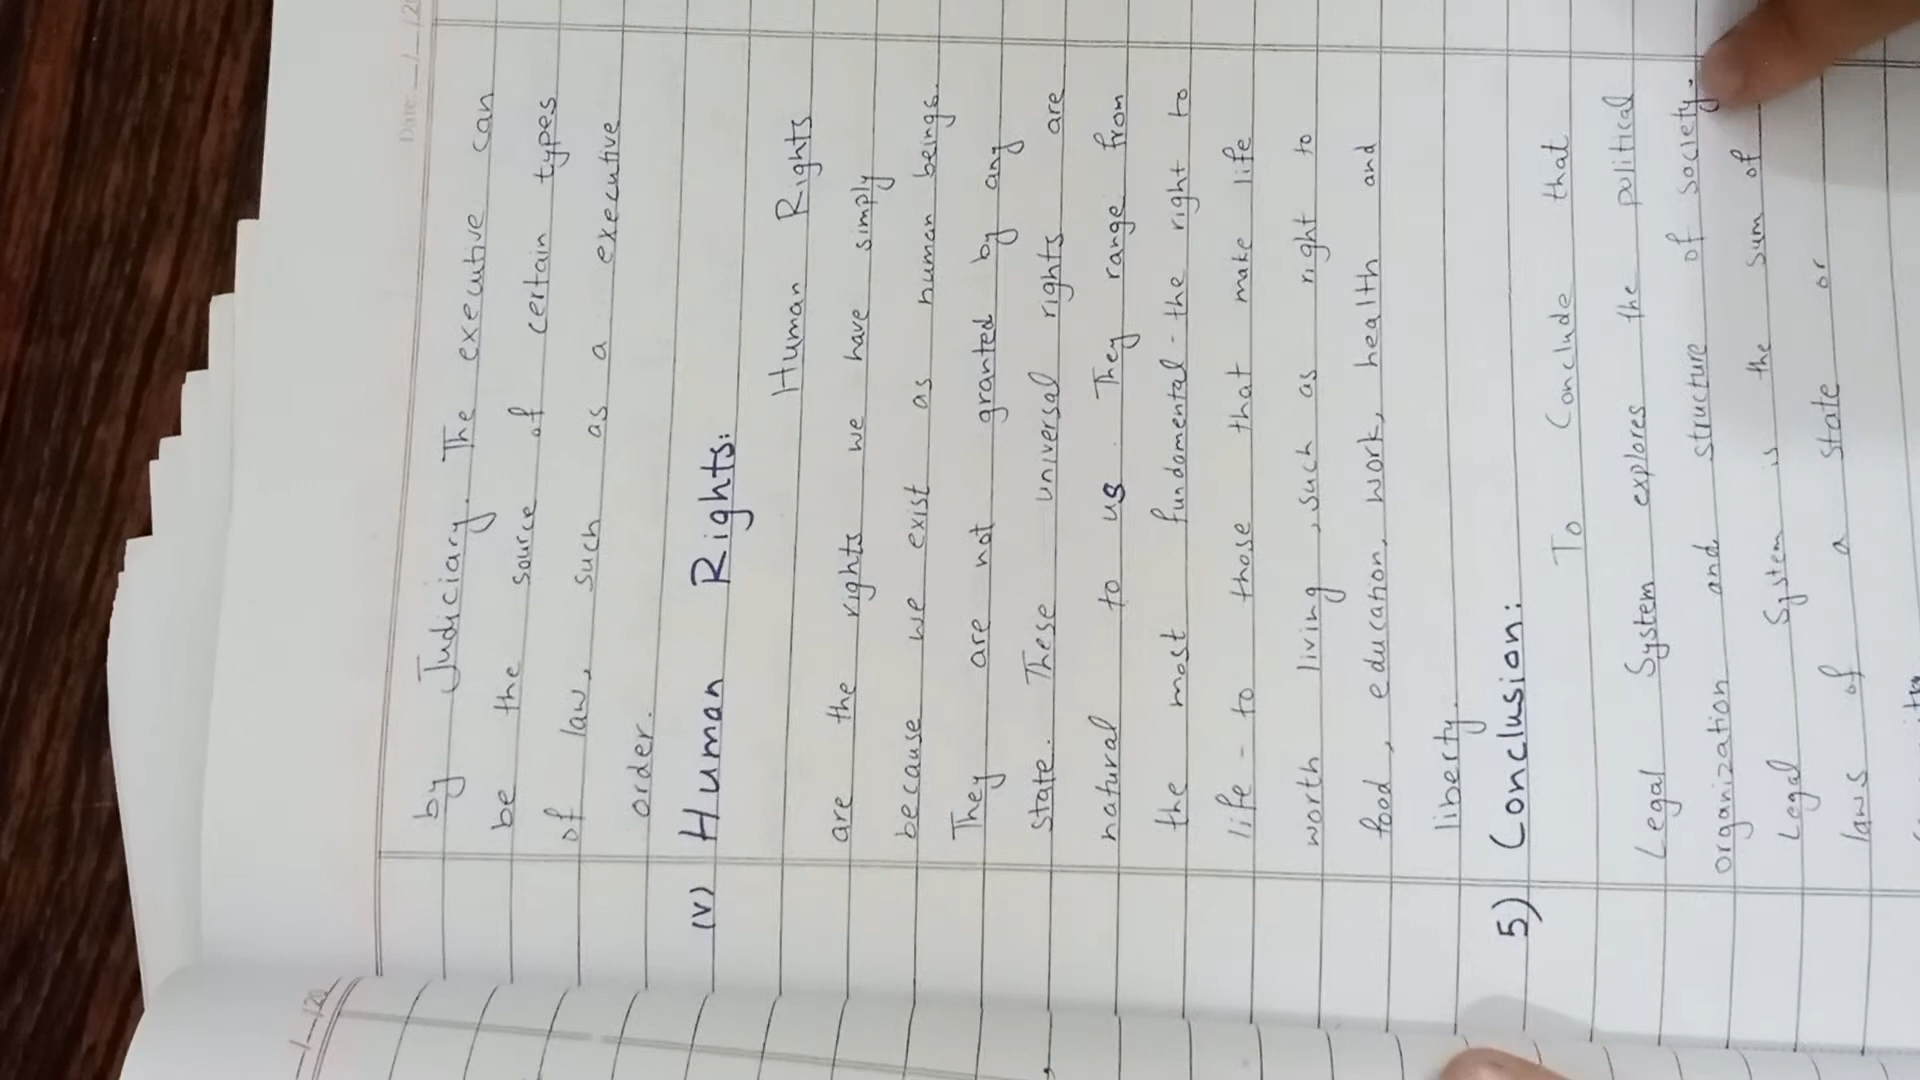 Date: _/_/20
by Judiciary. The executive can
be the source of certain types
of law, such as a executive
order.
(v) Human Rights:
Human Rights
are the rights we have simply
because we exist as human beings.
They are not granted by any
state. These universal rights are
natural to us. They range from
the most fundamental - the right to
life - to those that make life
worth living, such as right to
food, education, work, health and
liberty.
5) Conclusion:
To Conclude that
Legal System explores the political
organization and structure of society.
Legal System is the sum of
laws of a state or
_/_/20